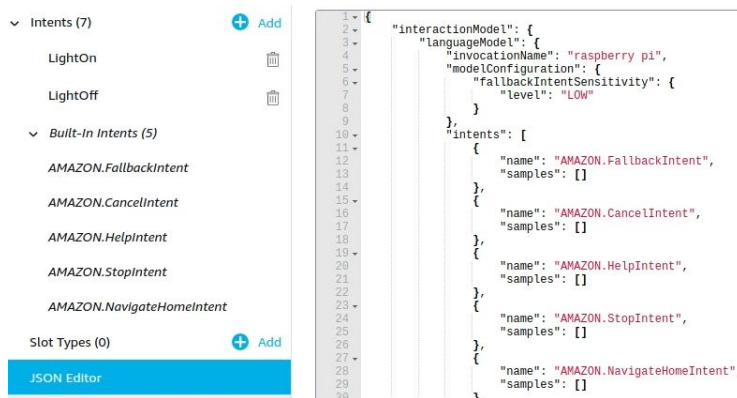 Intents (7)
Add
LightOn
LightOff
Built-In Intents (5)
AMAZON.FallbackIntent
AMAZON.CancelIntent
AMAZON.HelpIntent
AMAZON.StopIntent
AMAZON.NavigateHomeIntent
Slot Types (0)
Add
JSON Editor
1 {
2 "interactionModel": {
3 "languageModel": {
4 "invocationName": "raspberry pi",
5 "modelConfiguration": {
6 "fallbackIntentSensitivity": {
7 "level": "LOW"
8 }
9 },
10 "intents": [
11 {
12 "name": "AMAZON.FallbackIntent",
13 "samples": []
14 },
15 {
16 "name": "AMAZON.CancelIntent",
17 "samples": []
18 },
19 {
20 "name": "AMAZON.HelpIntent",
21 "samples": []
22 },
23 {
24 "name": "AMAZON.StopIntent",
25 "samples": []
26 },
27 {
28 "name": "AMAZON.NavigateHomeIntent"
29 "samples": []
30 }